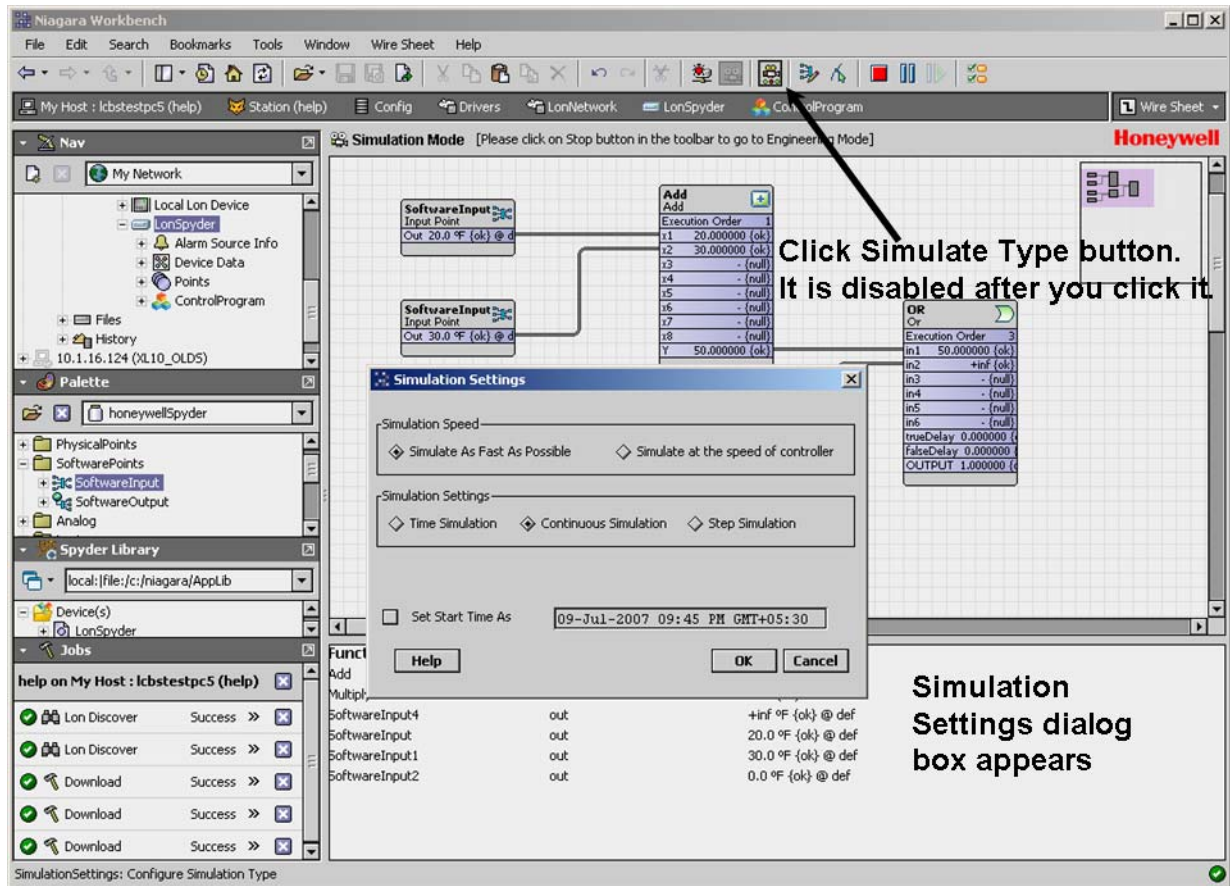 Niagara Workbench
File Edit Search Bookmarks Tools Window Wire Sheet Help
My Host : lcbstestpc5 (help) Station (help) Config Drivers LonNetwork LonSpyder ControlProgram Wire Sheet
Nav
My Network
Local Lon Device
LonSpyder
Alarm Source Info
Device Data
Points
ControlProgram
Files
History
10.1.16.124 (XL10_OLDS)
Palette
honeywellSpyder
PhysicalPoints
SoftwarePoints
SoftwareInput
SoftwareOutput
Analog
Spyder Library
local:|file:/c:/niagara/AppLib
Device(s)
LonSpyder
Jobs
help on My Host : lcbstestpc5 (help)
Lon Discover Success »
Lon Discover Success »
Download Success »
Download Success »
Download Success »
Simulation Mode [Please click on Stop button in the toolbar to go to Engineering Mode]
Honeywell
SoftwareInput
Input Point
Out 20.0 ºF {ok} @ d
SoftwareInput
Input Point
Out 30.0 ºF {ok} @ d
Add
Add
Execution Order 1
x1 20.000000 {ok}
x2 30.000000 {ok}
x3 - {null}
x4 - {null}
x5 - {null}
x6 - {null}
x7 - {null}
x8 - {null}
Y 50.000000 {ok}
Click Simulate Type button.
It is disabled after you click it.
OR
Or
Execution Order 3
in1 50.000000 {ok}
in2 +inf {ok}
in3 - {null}
in4 - {null}
in5 - {null}
in6 - {null}
trueDelay 0.000000 {
falseDelay 0.000000 {
OUTPUT 1.000000 {
Simulation Settings
Simulation Speed
Simulate As Fast As Possible Simulate at the speed of controller
Simulation Settings
Time Simulation Continuous Simulation Step Simulation
Set Start Time As 09-Jul-2007 09:45 PM GMT+05:30
Help OK Cancel
Funct
Add
Multiply
SoftwareInput4 out +inf ºF {ok} @ def
SoftwareInput out 20.0 ºF {ok} @ def
SoftwareInput1 out 30.0 ºF {ok} @ def
SoftwareInput2 out 0.0 ºF {ok} @ def
Simulation
Settings dialog
box appears
SimulationSettings: Configure Simulation Type